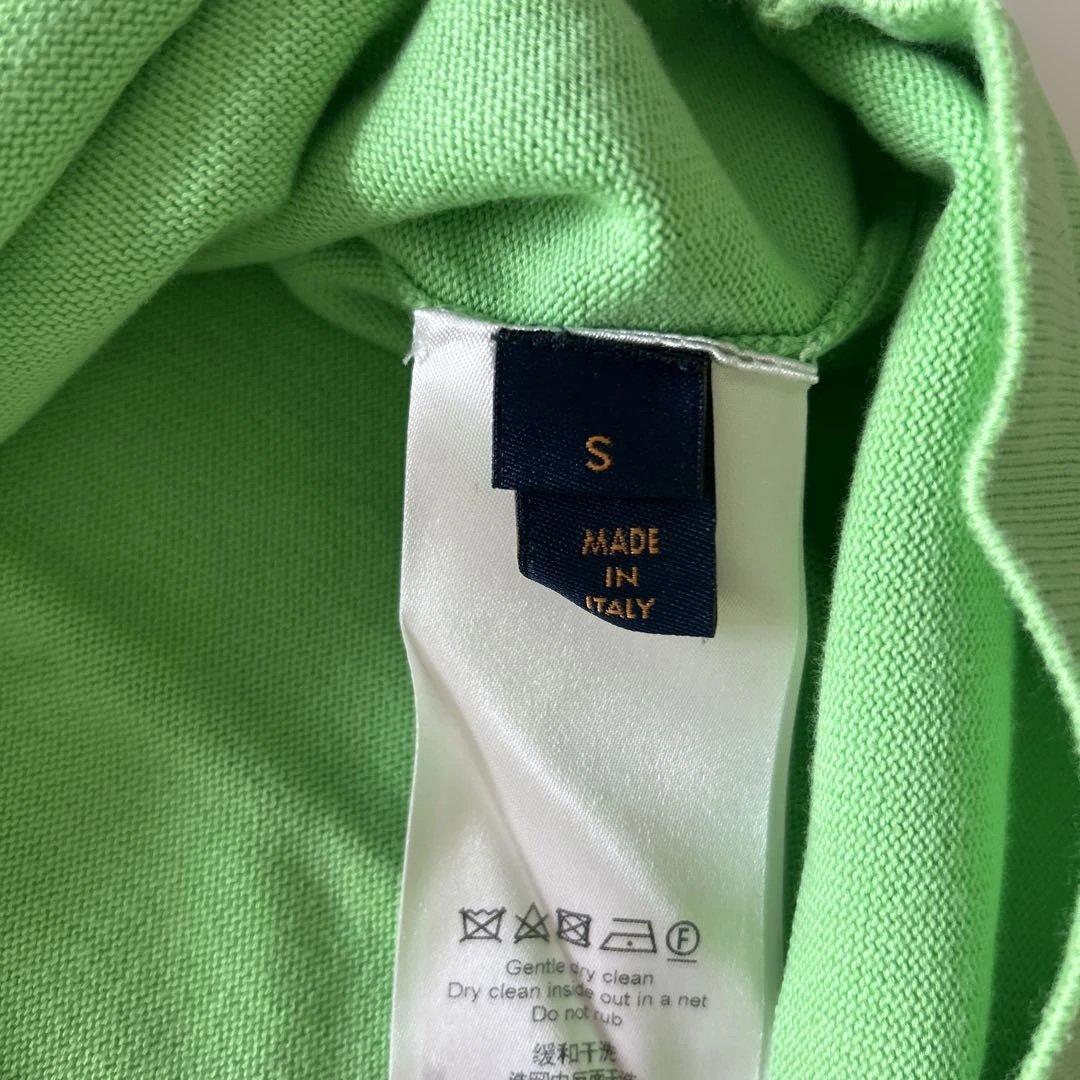 S
MADE
IN
ITALY
F
Gentle dry clean
Dry clean inside out in a net
Do not rub
缓和干洗